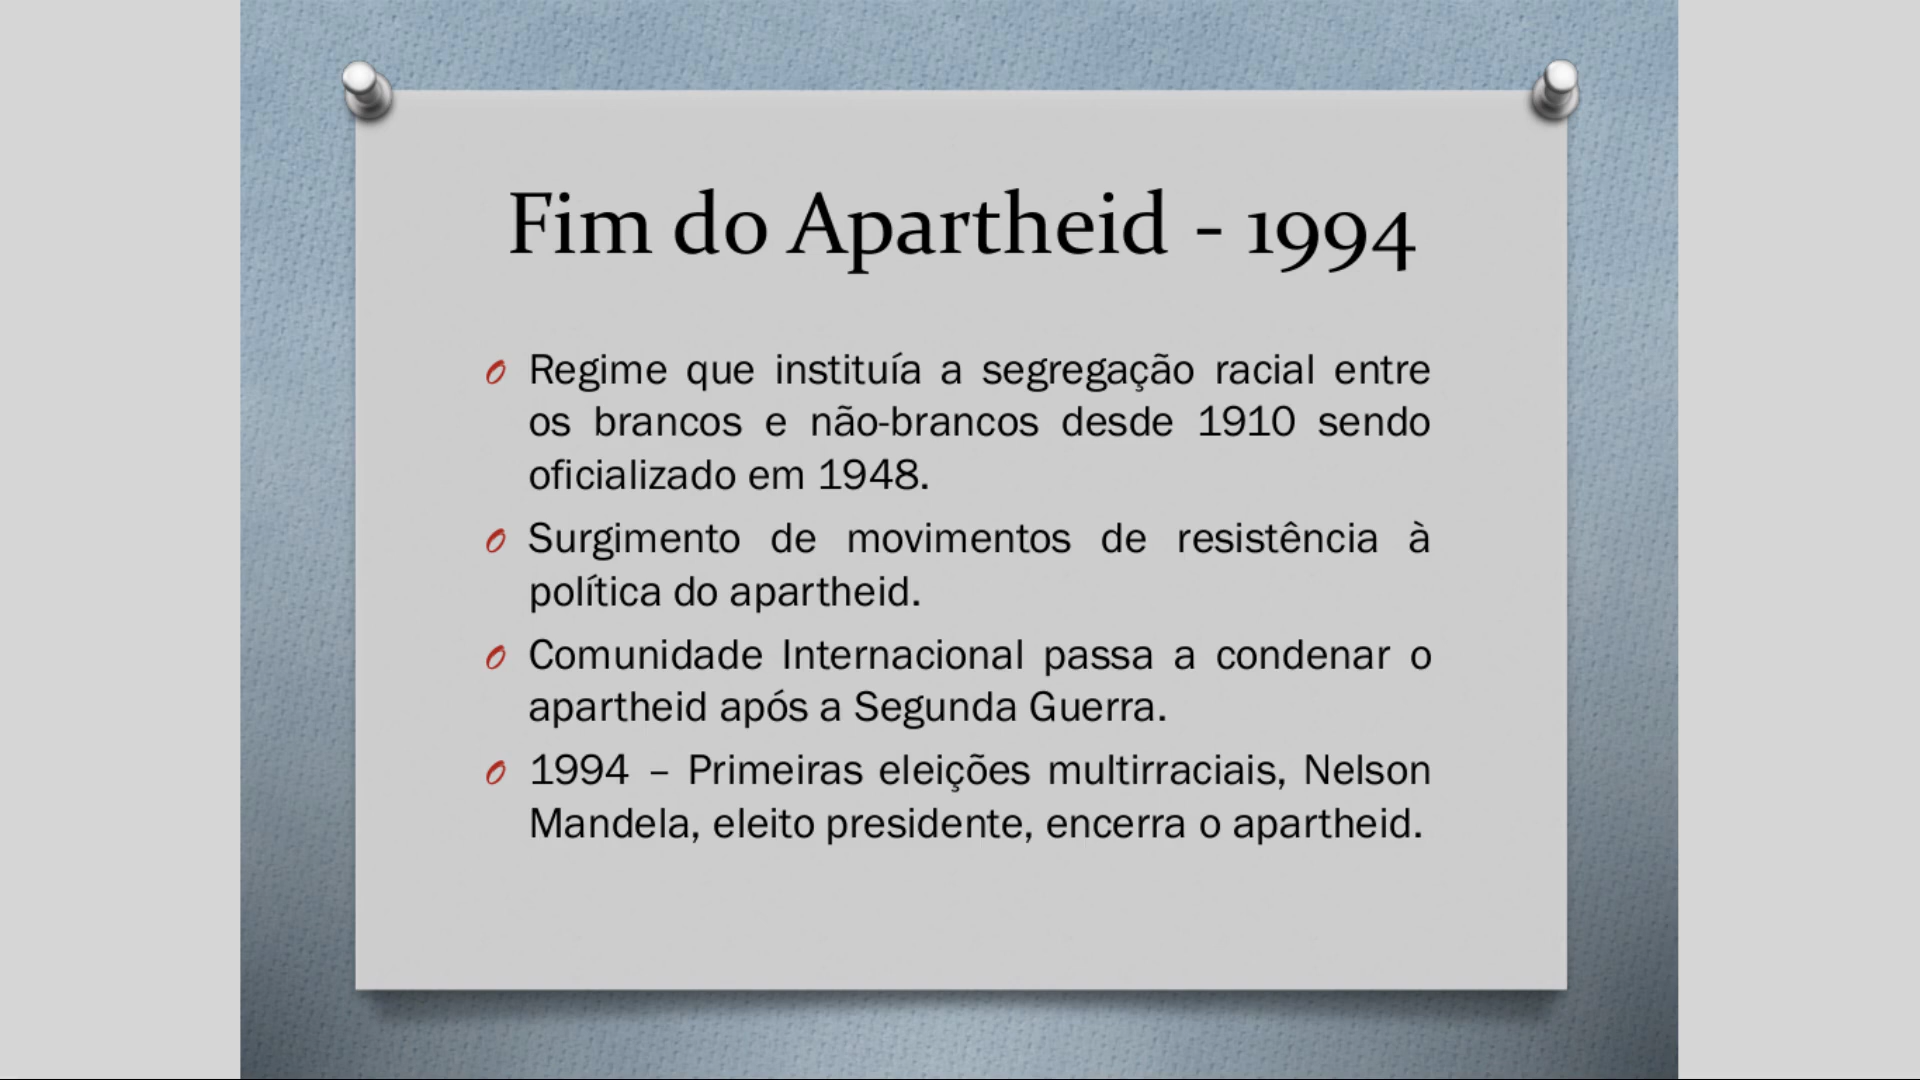 Fim do Apartheid - 1994
Regime que instituía a segregação racial entre
os brancos e não-brancos desde 1910 sendo
oficializado em 1948.
Surgimento de movimentos de resistência à
política do apartheid.
Comunidade Internacional passa a condenar o
apartheid após a Segunda Guerra.
1994 – Primeiras eleições multirraciais, Nelson
Mandela, eleito presidente, encerra o apartheid.